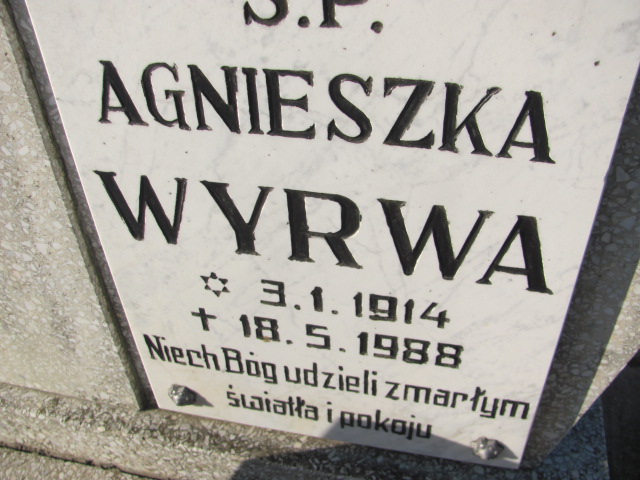 Ś.P.
AGNIESZKA
WYRWA
✡ 3.1.1914
✝ 18.5.1988
Niech Bóg udzieli zmarłym
światła i pokoju